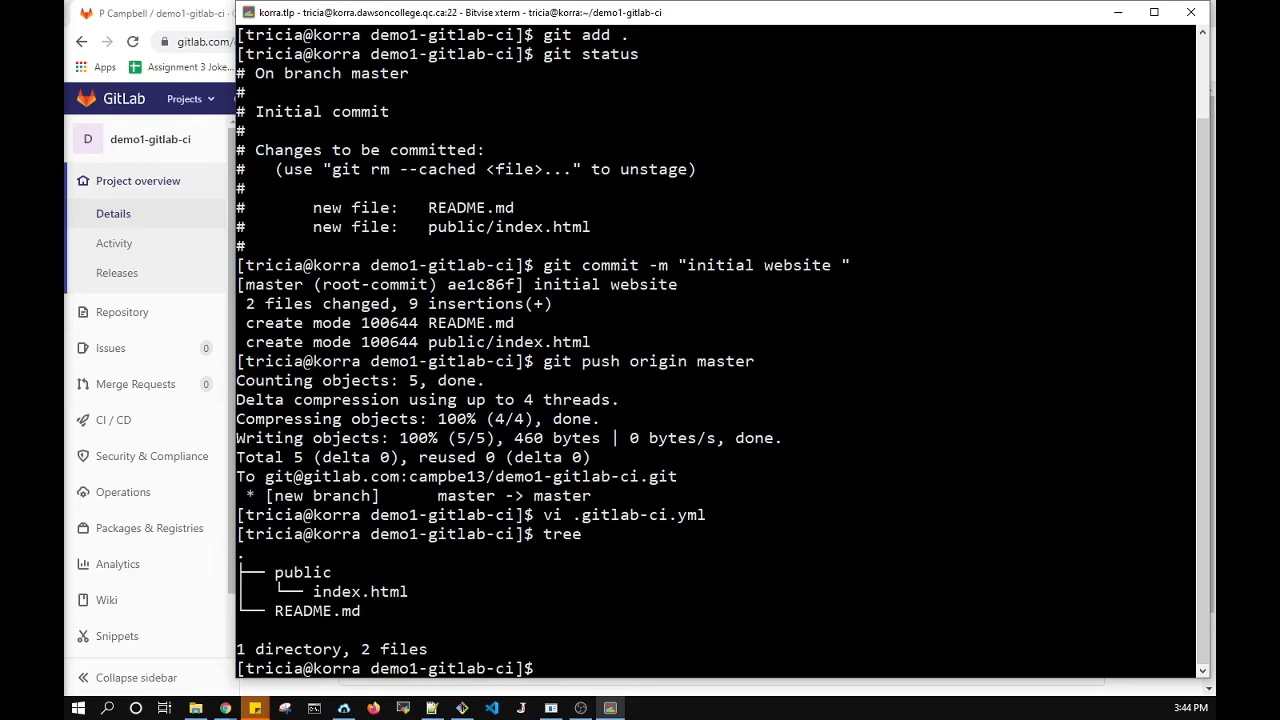 P Campbell / demo1-gitlab-ci
korra.tlp - tricia@korra.dawsoncollege.qc.ca:22 - Bitvise xterm - tricia@korra:~/demo1-gitlab-ci
gitlab.com/
Apps
Assignment 3 Joke...
GitLab
Projects
D
demo1-gitlab-ci
Project overview
Details
Activity
Releases
Repository
Issues
0
Merge Requests
0
CI / CD
Security & Compliance
Operations
Packages & Registries
Analytics
Wiki
Snippets
Collapse sidebar
[tricia@korra demo1-gitlab-ci]$ git add .
[tricia@korra demo1-gitlab-ci]$ git status
# On branch master
#
# Initial commit
#
# Changes to be committed:
#   (use "git rm --cached <file>..." to unstage)
#
#       new file:   README.md
#       new file:   public/index.html
#
[tricia@korra demo1-gitlab-ci]$ git commit -m "initial website "
[master (root-commit) ae1c86f] initial website
 2 files changed, 9 insertions(+)
 create mode 100644 README.md
 create mode 100644 public/index.html
[tricia@korra demo1-gitlab-ci]$ git push origin master
Counting objects: 5, done.
Delta compression using up to 4 threads.
Compressing objects: 100% (4/4), done.
Writing objects: 100% (5/5), 460 bytes | 0 bytes/s, done.
Total 5 (delta 0), reused 0 (delta 0)
To git@gitlab.com:campbe13/demo1-gitlab-ci.git
 * [new branch]      master -> master
[tricia@korra demo1-gitlab-ci]$ vi .gitlab-ci.yml
[tricia@korra demo1-gitlab-ci]$ tree
.
├── public
│   └── index.html
└── README.md

1 directory, 2 files
[tricia@korra demo1-gitlab-ci]$
3:44 PM